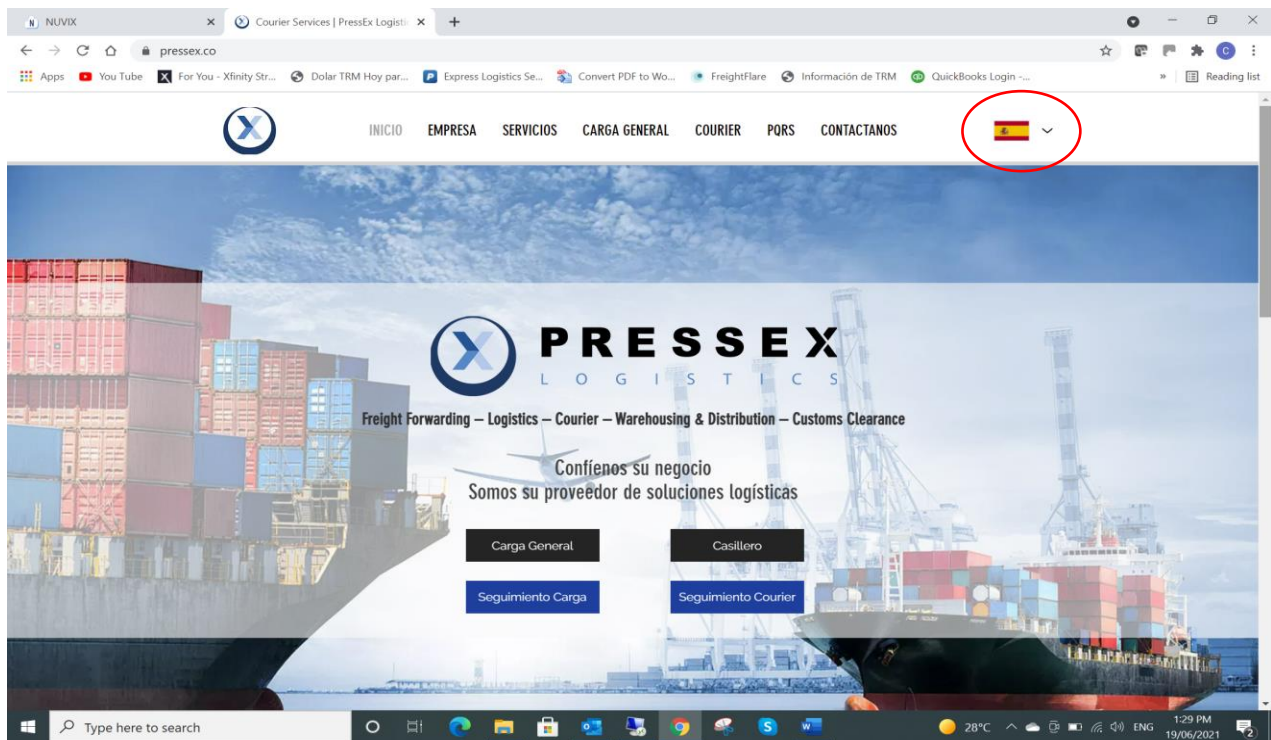 NUVIX
Courier Services | PressEx Logisti
pressex.co
Apps You Tube For You - Xfinity Str... Dolar TRM Hoy par... Express Logistics Se... Convert PDF to Wo... FreightFlare Información de TRM QuickBooks Login -... » Reading list
INICIO EMPRESA SERVICIOS CARGA GENERAL COURIER PQRS CONTACTANOS
PRESSEX
LOGISTICS
Freight Forwarding – Logistics – Courier – Warehousing & Distribution – Customs Clearance
Confíenos su negocio
Somos su proveedor de soluciones logísticas
Carga General Casillero
Seguimiento Carga Seguimiento Courier
Type here to search
28°C ENG 1:29 PM
19/06/2021
2